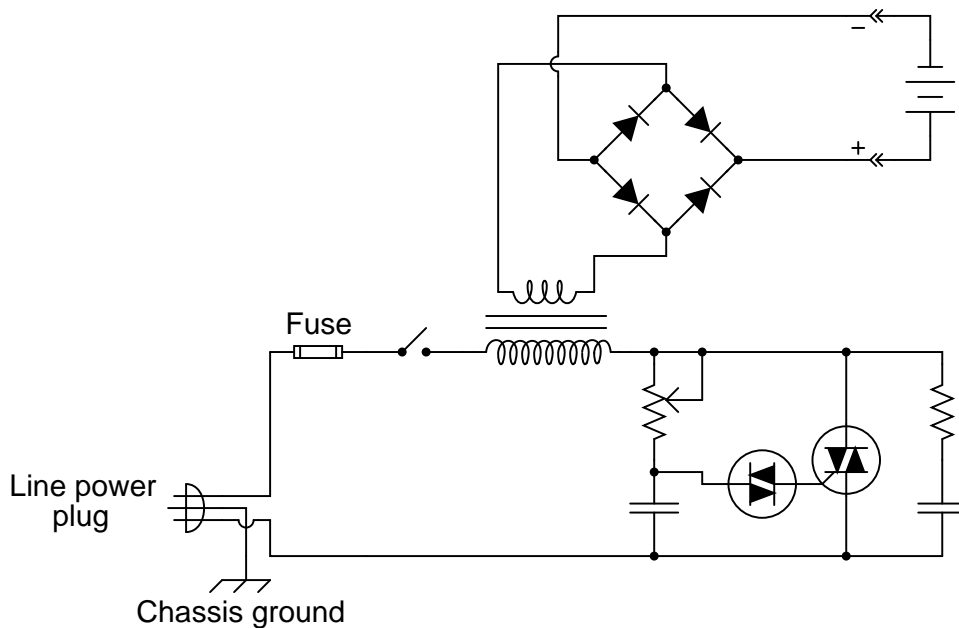 −
+
Fuse
Line power
plug
Chassis ground